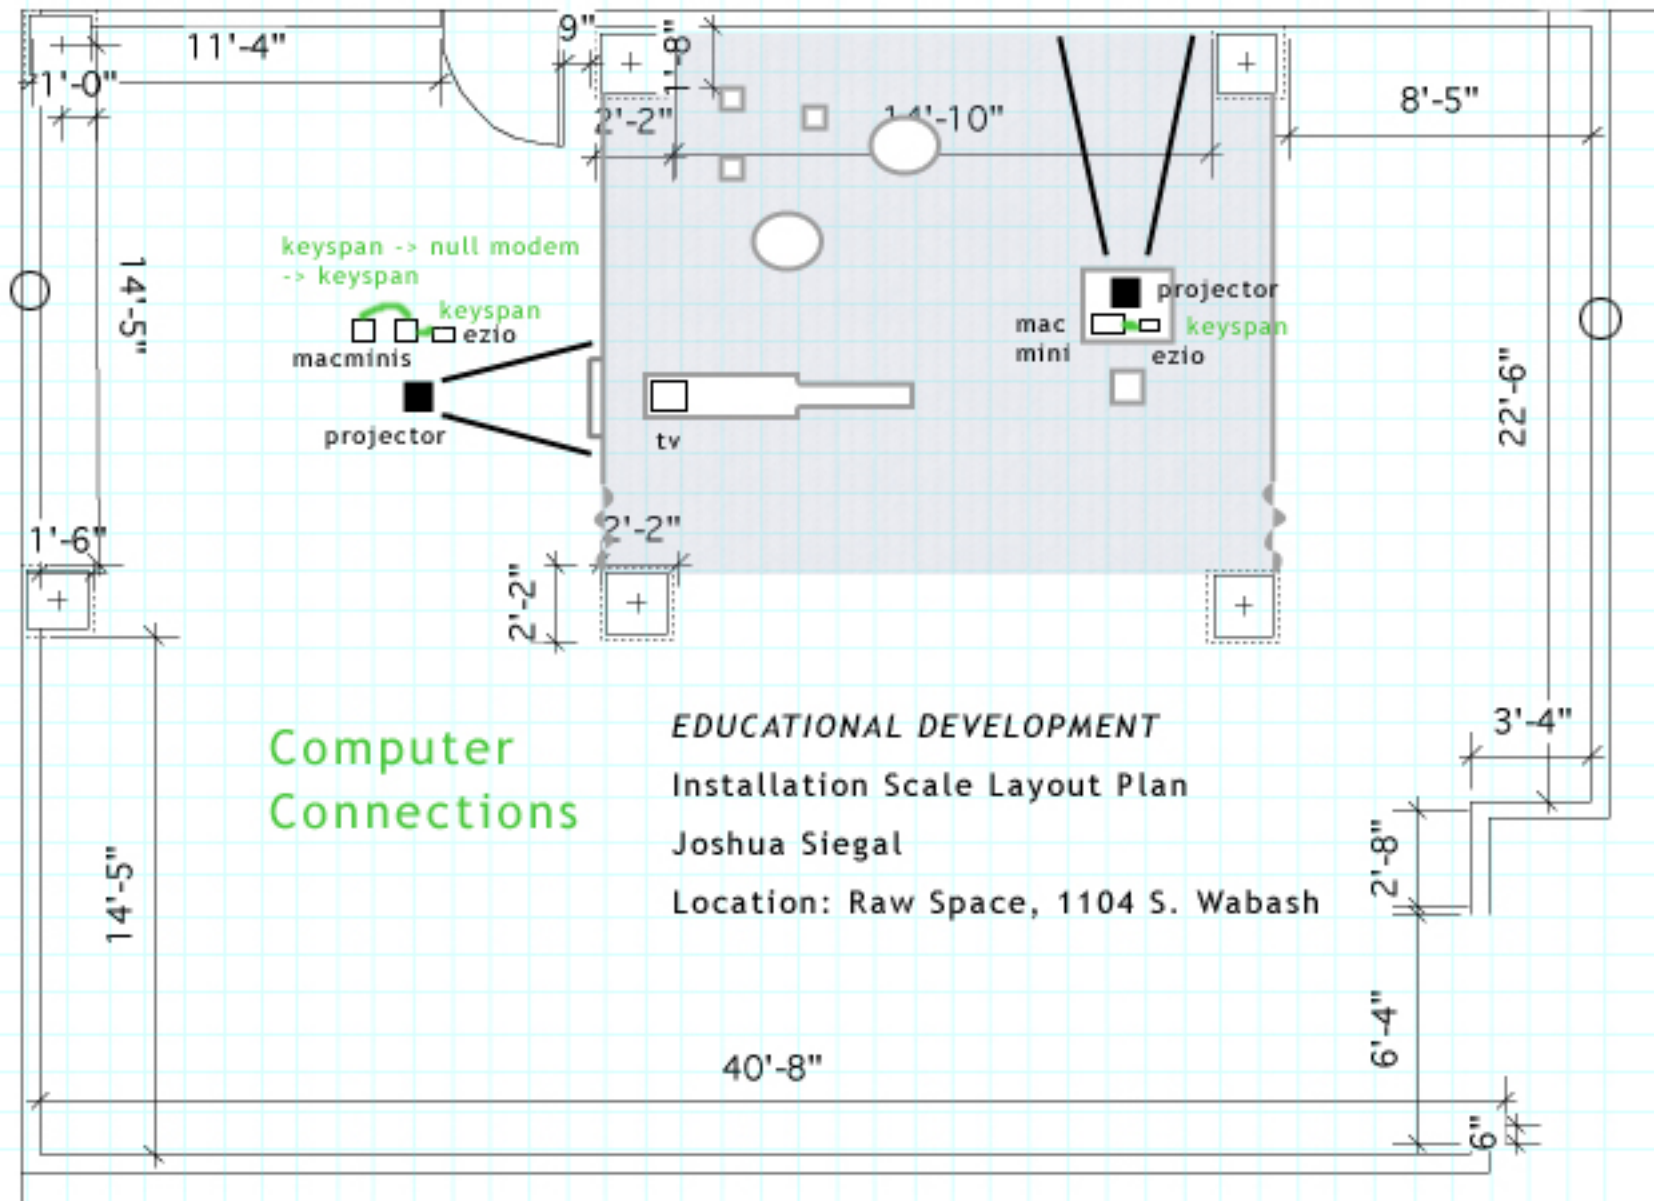 9"
11'-4"
1'-8"
1'-0"
8'-5"
2'-2"
14'-10"
keyspan -> null modem
-> keyspan
14'-5"
projector
keyspan
mac
mini
keyspan
ezio
macminis
ezio
22'-6"
projector
tv
1'-6"
2'-2"
2'-2"
3'-4"
EDUCATIONAL DEVELOPMENT
Computer
Connections
Installation Scale Layout Plan
Joshua Siegal
2'-8"
14'-5"
Location: Raw Space, 1104 S. Wabash
6'-4"
40'-8"
6"